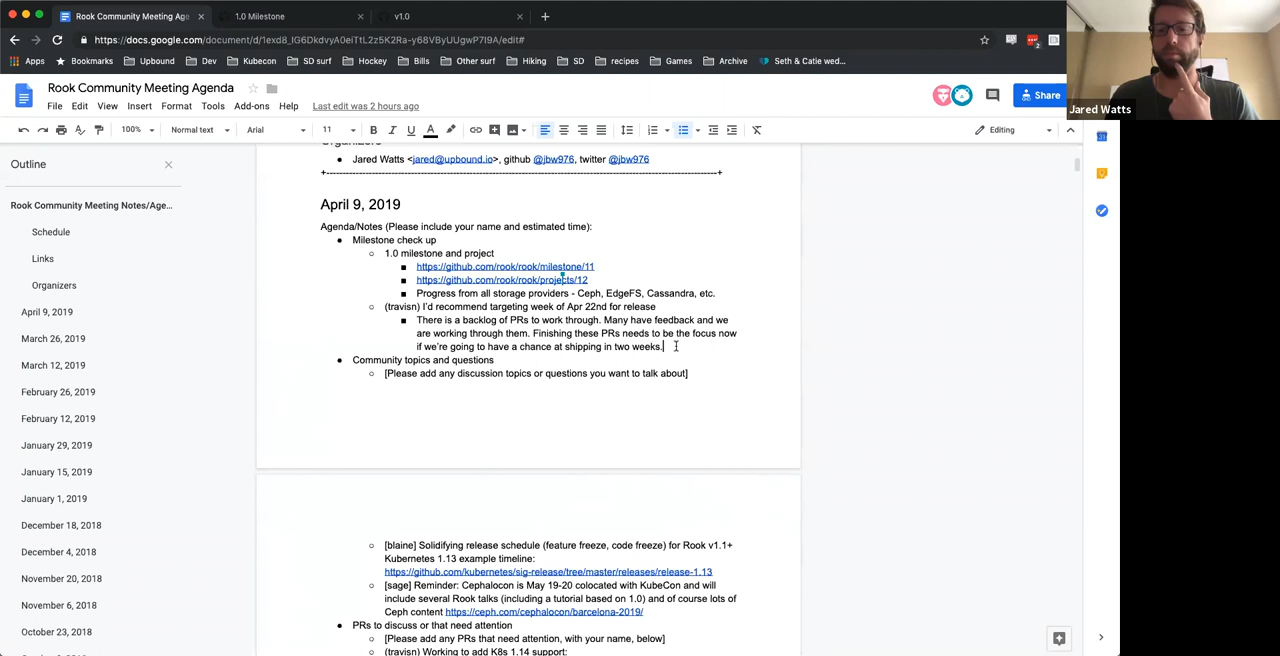 Rook Community Meeting Age
1.0 Milestone
v1.0
https://docs.google.com/document/d/1exd8_IG6DkdvyA0eiTtL2z5K2Ra-y68VByUUgwP7I9A/edit#
2
Apps
Bookmarks
Upbound
Dev
Kubecon
SD surf
Hockey
Bills
Other surf
Hiking
SD
recipes
Games
Archive
Seth & Catie wed...
Jared Watts
Rook Community Meeting Agenda
File Edit View Insert Format Tools Add-ons Help Last edit was 2 hours ago
Share
100% Normal text Arial 11 B I U A Editing
Outline
Rook Community Meeting Notes/Age...
Schedule
Links
Organizers
April 9, 2019
March 26, 2019
March 12, 2019
February 26, 2019
February 12, 2019
January 29, 2019
January 15, 2019
January 1, 2019
December 18, 2018
December 4, 2018
November 20, 2018
November 6, 2018
October 23, 2018
Organizers
● Jared Watts <jared@upbound.io>, github @jbw976, twitter @jbw976
April 9, 2019
Agenda/Notes (Please include your name and estimated time):
● Milestone check up
○ 1.0 milestone and project
■ https://github.com/rook/rook/milestone/11
■ https://github.com/rook/rook/projects/12
■ Progress from all storage providers - Ceph, EdgeFS, Cassandra, etc.
○ (travisn) I'd recommend targeting week of Apr 22nd for release
■ There is a backlog of PRs to work through. Many have feedback and we
are working through them. Finishing these PRs needs to be the focus now
if we're going to have a chance at shipping in two weeks.
● Community topics and questions
○ [Please add any discussion topics or questions you want to talk about]
○ [blaine] Solidifying release schedule (feature freeze, code freeze) for Rook v1.1+
Kubernetes 1.13 example timeline:
https://github.com/kubernetes/sig-release/tree/master/releases/release-1.13
○ [sage] Reminder: Cephalocon is May 19-20 colocated with KubeCon and will
include several Rook talks (including a tutorial based on 1.0) and of course lots of
Ceph content https://ceph.com/cephalocon/barcelona-2019/
● PRs to discuss or that need attention
○ [Please add any PRs that need attention, with your name, below]
○ (travisn) Working to add K8s 1.14 support: